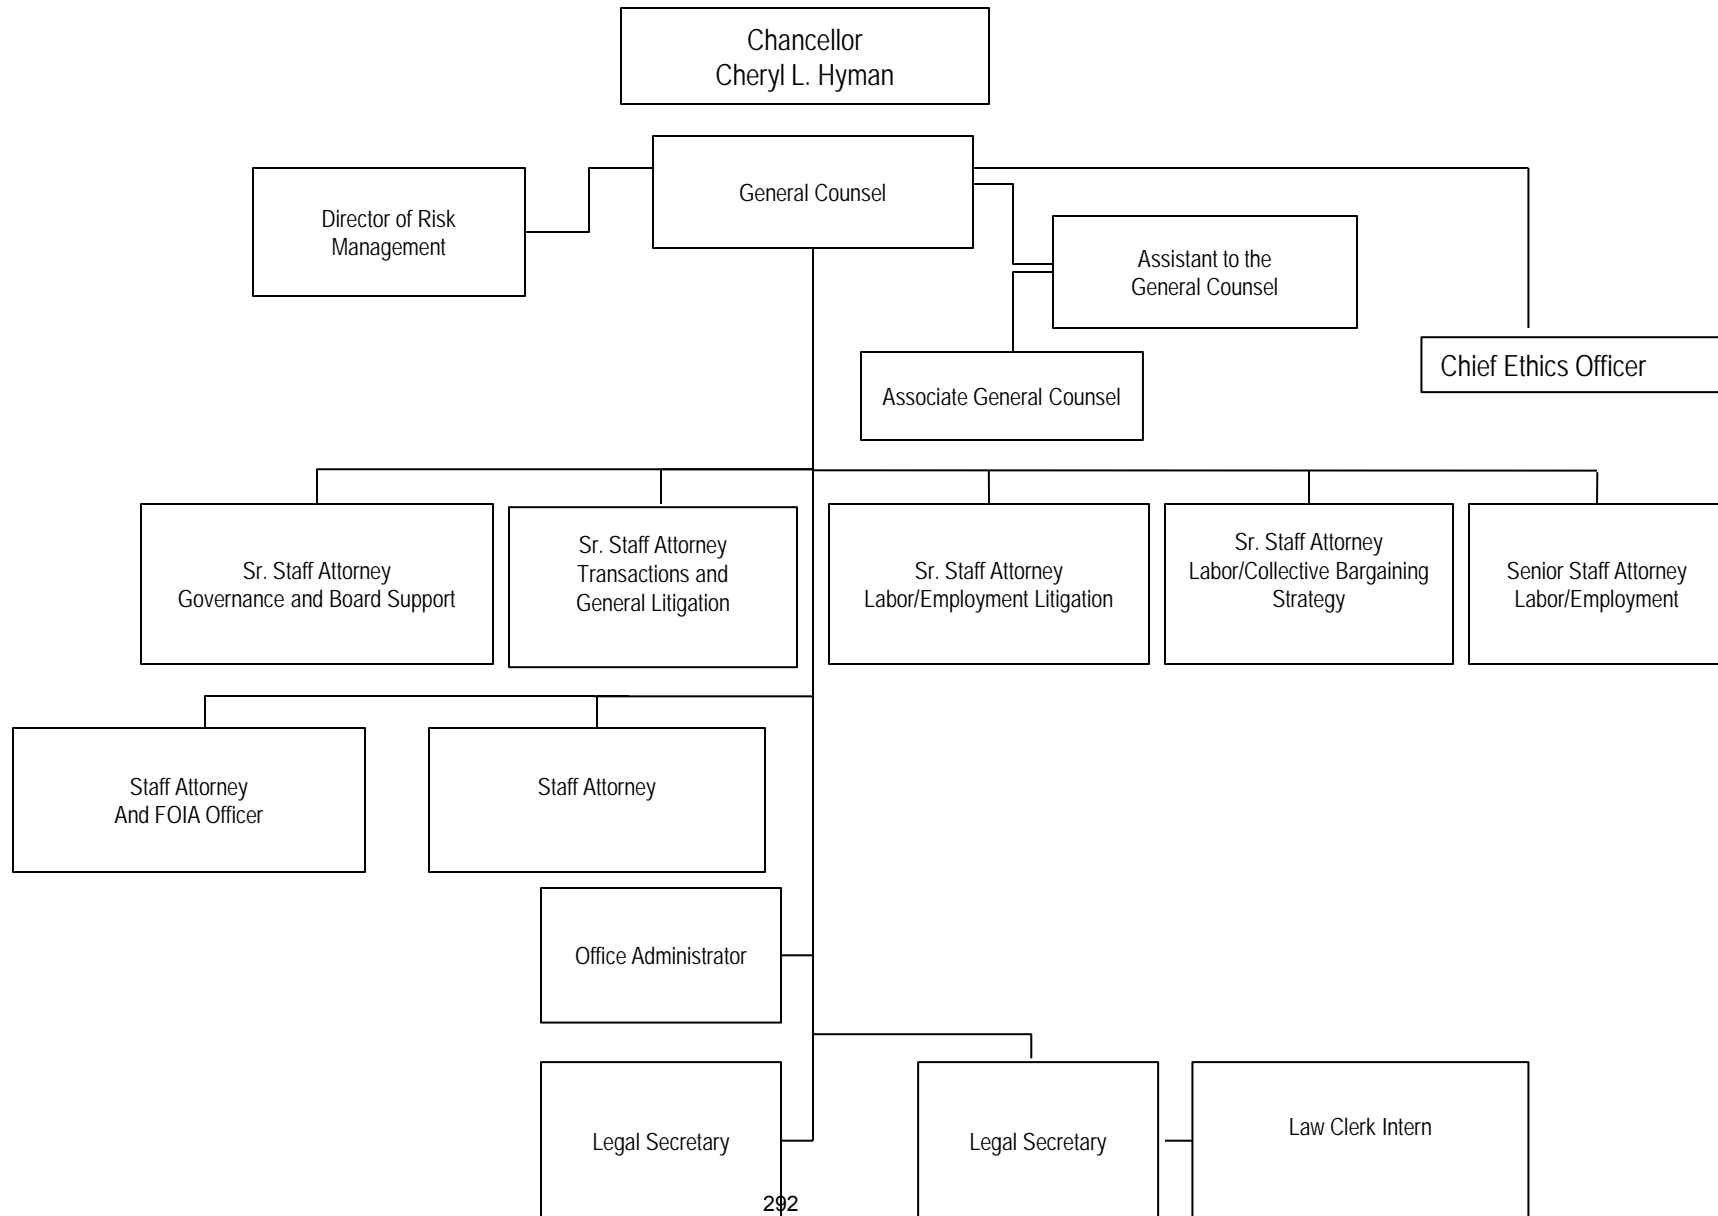 Chancellor
Cheryl L. Hyman
General Counsel
Director of Risk
Management
Assistant to the
General Counsel
Chief Ethics Officer
Associate General Counsel
Sr. Staff Attorney
Governance and Board Support
Sr. Staff Attorney
Transactions and
General Litigation
Sr. Staff Attorney
Labor/Employment Litigation
Sr. Staff Attorney
Labor/Collective Bargaining
Strategy
Senior Staff Attorney
Labor/Employment
Staff Attorney
And FOIA Officer
Staff Attorney
Office Administrator
Legal Secretary
Legal Secretary
Law Clerk Intern
292